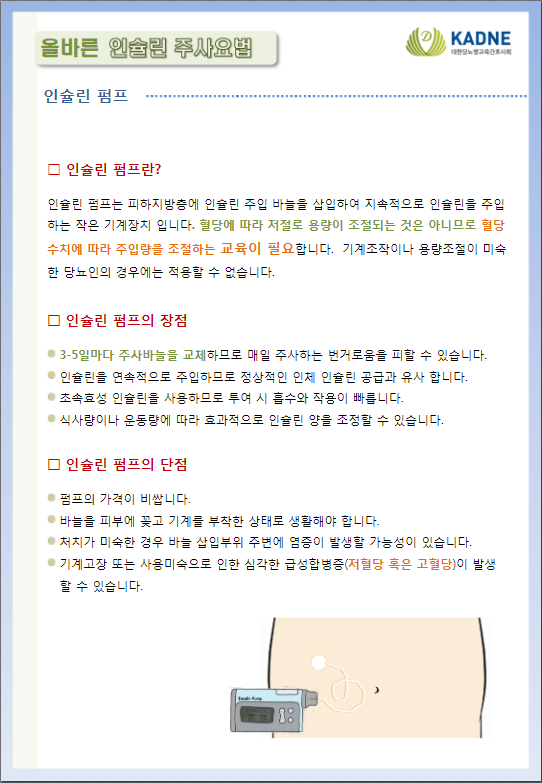 올바른 인슐린 주사요법
KADNE
대한당뇨병교육간호사회
인슐린 펌프
□ 인슐린 펌프란?
인슐린 펌프는 피하지방층에 인슐린 주입 바늘을 삽입하여 지속적으로 인슐린을 주입
하는 작은 기계장치 입니다. 혈당에 따라 저절로 용량이 조절되는 것은 아니므로 혈당
수치에 따라 주입량을 조절하는 교육이 필요합니다. 기계조작이나 용량조절이 미숙
한 당뇨인의 경우에는 적용할 수 없습니다.
□ 인슐린 펌프의 장점
3-5일마다 주사바늘을 교체하므로 매일 주사하는 번거로움을 피할 수 있습니다.
인슐린을 연속적으로 주입하므로 정상적인 인체 인슐린 공급과 유사 합니다.
초속효성 인슐린을 사용하므로 투여 시 흡수와 작용이 빠릅니다.
식사량이나 운동량에 따라 효과적으로 인슐린 양을 조정할 수 있습니다.
□ 인슐린 펌프의 단점
펌프의 가격이 비쌉니다.
바늘을 피부에 꽂고 기계를 부착한 상태로 생활해야 합니다.
처치가 미숙한 경우 바늘 삽입부위 주변에 염증이 발생할 가능성이 있습니다.
기계고장 또는 사용미숙으로 인한 심각한 급성합병증(저혈당 혹은 고혈당)이 발생
할 수 있습니다.
Insulin Pump